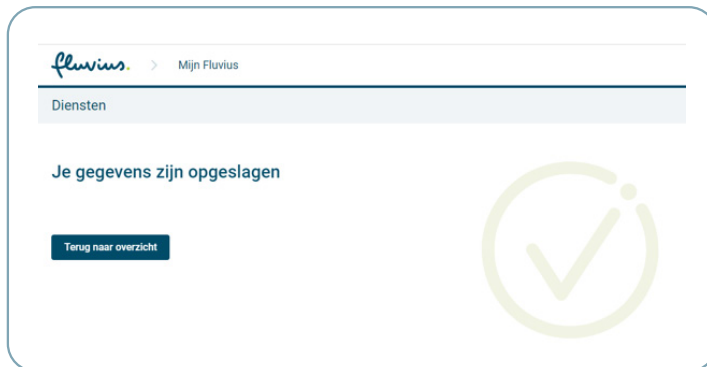 fluvius. > Mijn Fluvius
Diensten
Je gegevens zijn opgeslagen
Terug naar overzicht